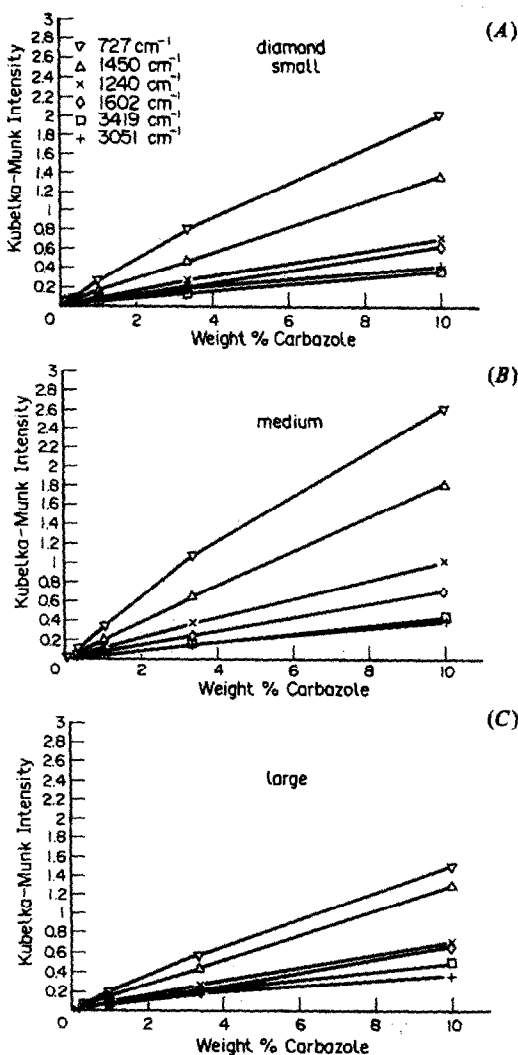 (A)
diamond
small
▽ 727 cm⁻¹
△ 1450 cm⁻¹
× 1240 cm⁻¹
◇ 1602 cm⁻¹
□ 3419 cm⁻¹
+ 3051 cm⁻¹
Kubelka-Munk Intensity
3
2.8
2.6
2.4
2.2
2
1.8
1.6
1.4
1.2
1
0.8
0.6
0.4
0.2
0 2 4 6 8 10
Weight % Carbazole
(B)
medium
Kubelka-Munk Intensity
3
2.8
2.6
2.4
2.2
2
1.8
1.6
1.4
1.2
1
0.8
0.6
0.4
0.2
0 2 4 6 8 10
Weight % Carbazole
(C)
large
Kubelka-Munk Intensity
3
2.8
2.6
2.4
2.2
2
1.8
1.6
1.4
1.2
1
0.8
0.6
0.4
0.2
0 2 4 6 8 10
Weight % Carbazole